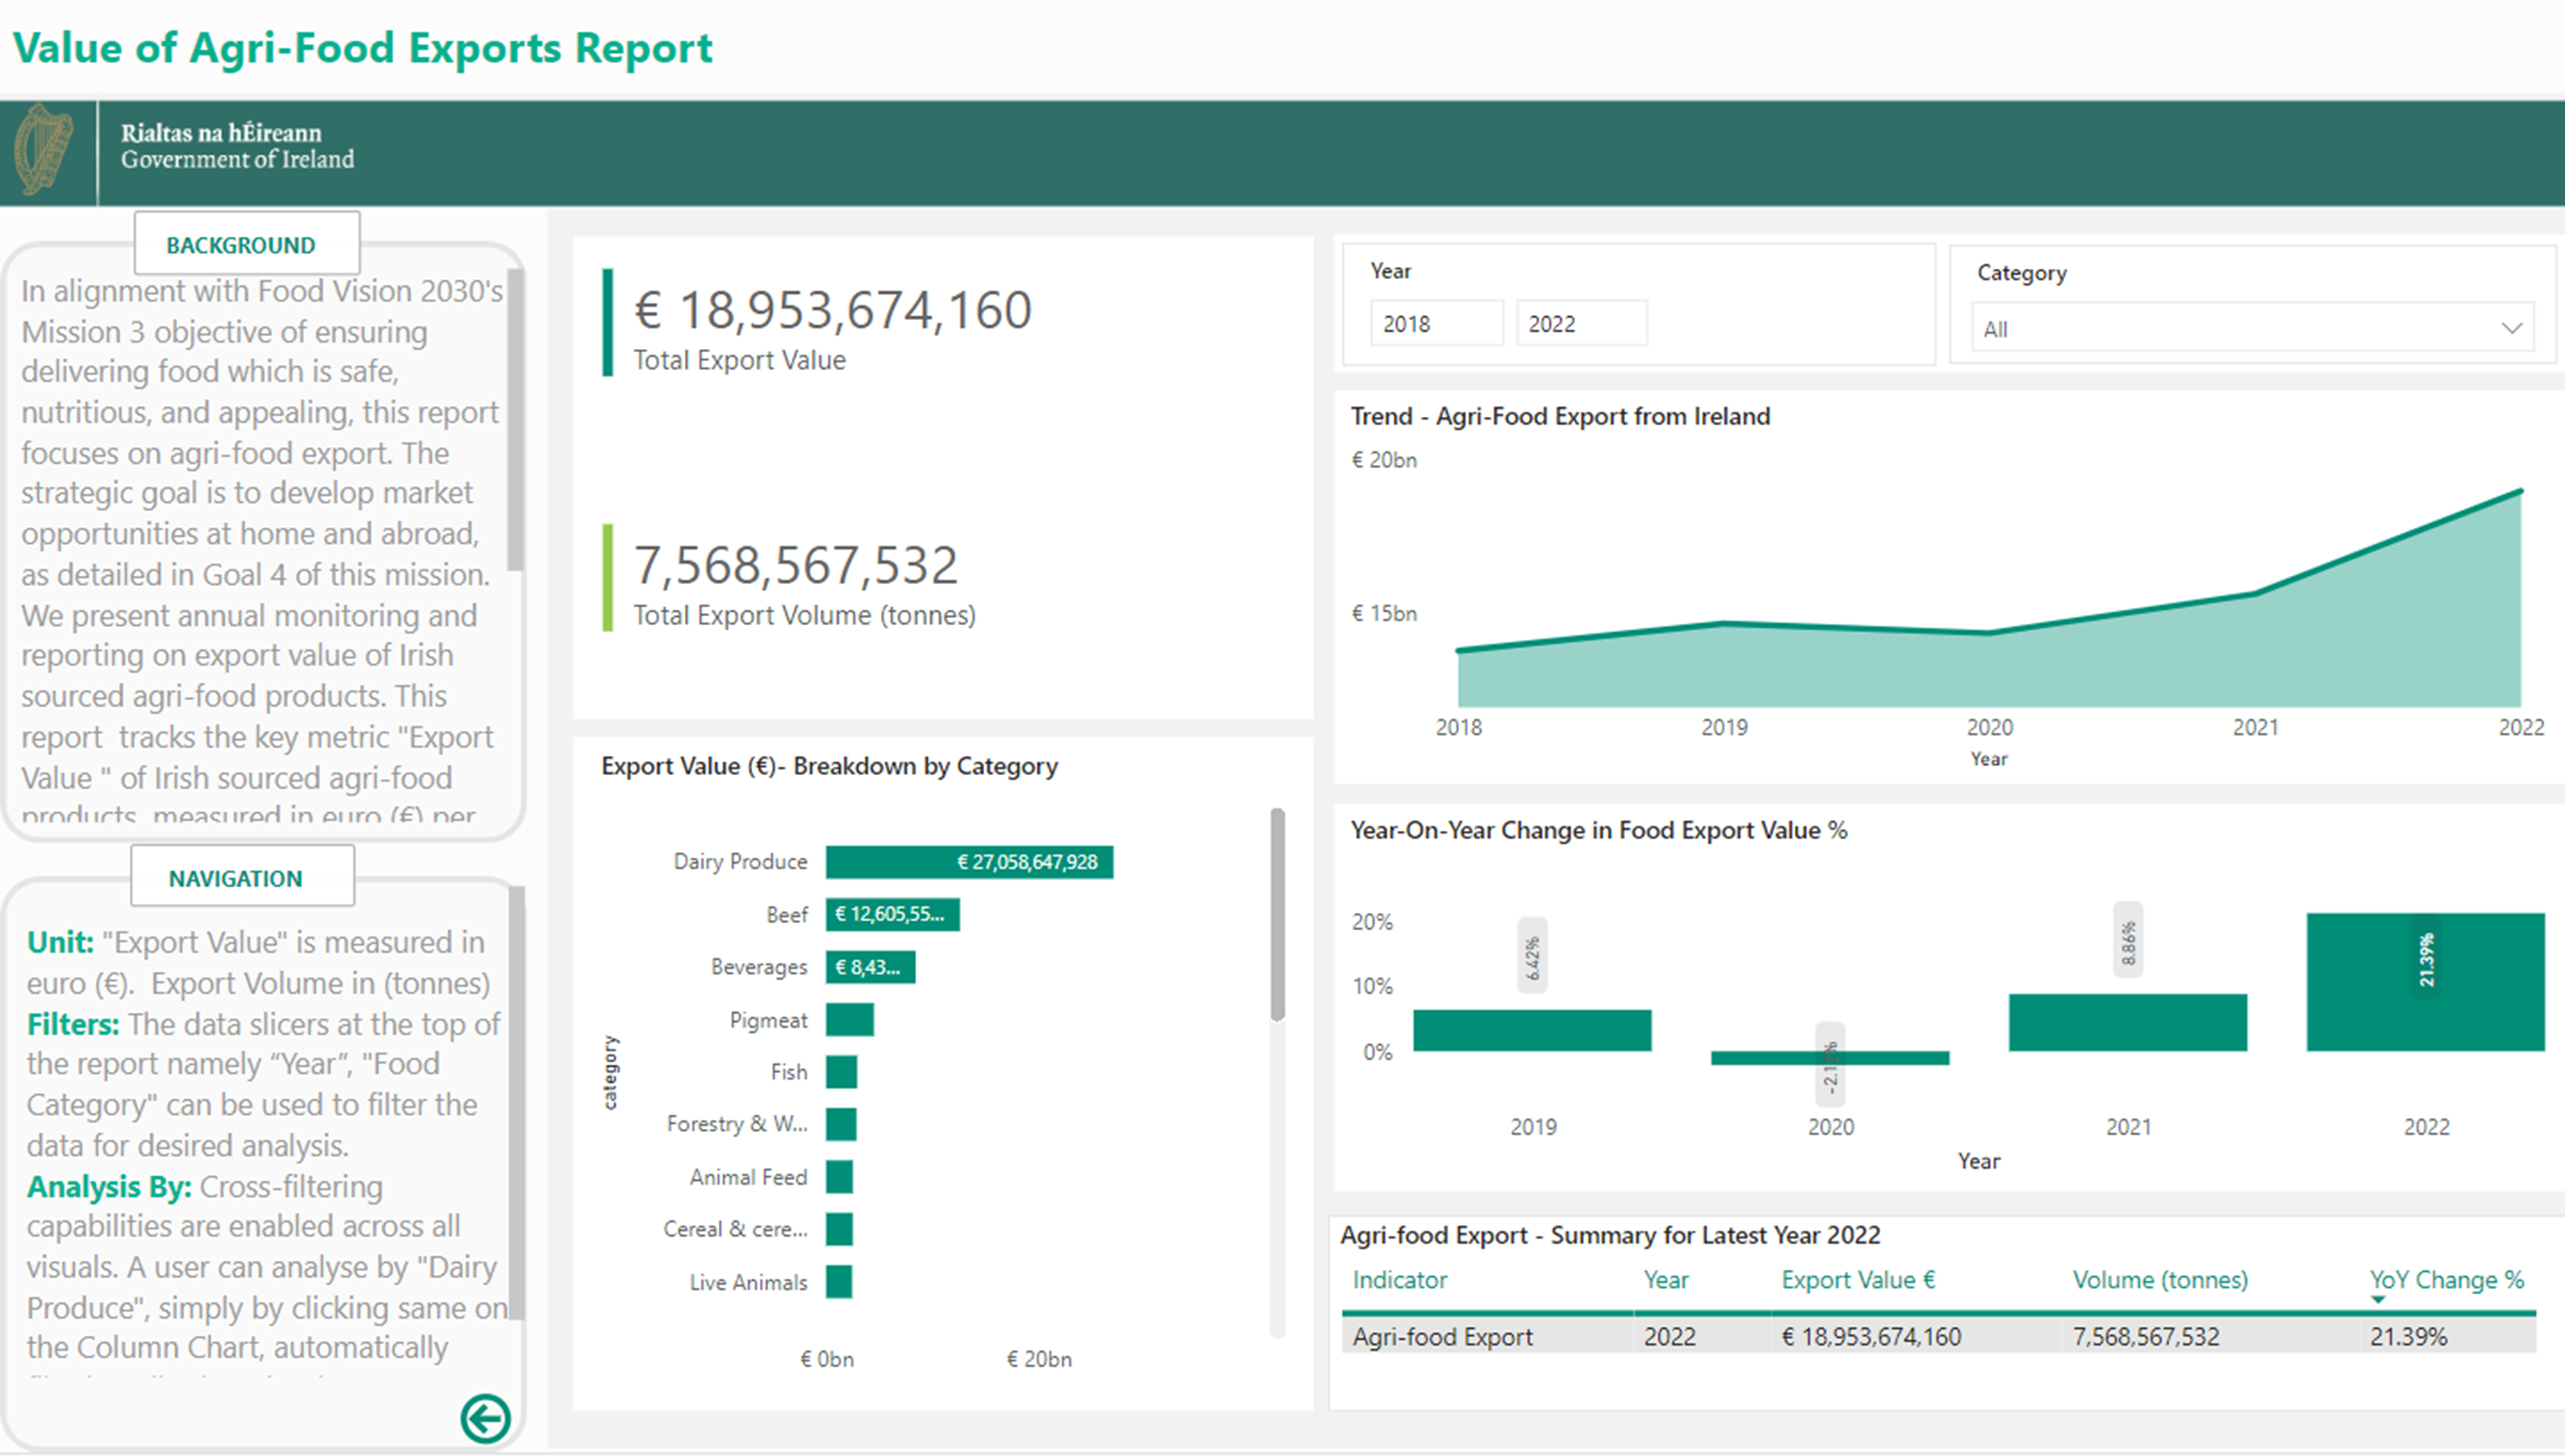 Value of Agri-Food Exports Report
Rialtas na hÉireann
Government of Ireland
BACKGROUND
In alignment with Food Vision 2030's
Mission 3 objective of ensuring
delivering food which is safe,
nutritious, and appealing, this report
focuses on agri-food export. The
strategic goal is to develop market
opportunities at home and abroad,
as detailed in Goal 4 of this mission.
We present annual monitoring and
reporting on export value of Irish
sourced agri-food products. This
report  tracks the key metric "Export
Value " of Irish sourced agri-food
products, measured in euro (€) per
NAVIGATION
Unit: "Export Value" is measured in
euro (€).  Export Volume in (tonnes)
Filters: The data slicers at the top of
the report namely “Year”, "Food
Category" can be used to filter the
data for desired analysis.
Analysis By: Cross-filtering
capabilities are enabled across all
visuals. A user can analyse by "Dairy
Produce", simply by clicking same on
the Column Chart, automatically
€ 18,953,674,160
Total Export Value
7,568,567,532
Total Export Volume (tonnes)
Export Value (€)- Breakdown by Category
category
Dairy Produce € 27,058,647,928
Beef € 12,605,55...
Beverages € 8,43...
Pigmeat
Fish
Forestry & W...
Animal Feed
Cereal & cere...
Live Animals
€ 0bn € 20bn
Year
2018 2022
Category
All
Trend - Agri-Food Export from Ireland
€ 20bn
€ 15bn
2018 2019 2020 2021 2022
Year
Year-On-Year Change in Food Export Value %
20%
10%
0%
6.42%
8.86%
21.39%
2019 2020 2021 2022
Year
Agri-food Export - Summary for Latest Year 2022
Indicator Year Export Value € Volume (tonnes) YoY Change %
Agri-food Export 2022 € 18,953,674,160 7,568,567,532 21.39%